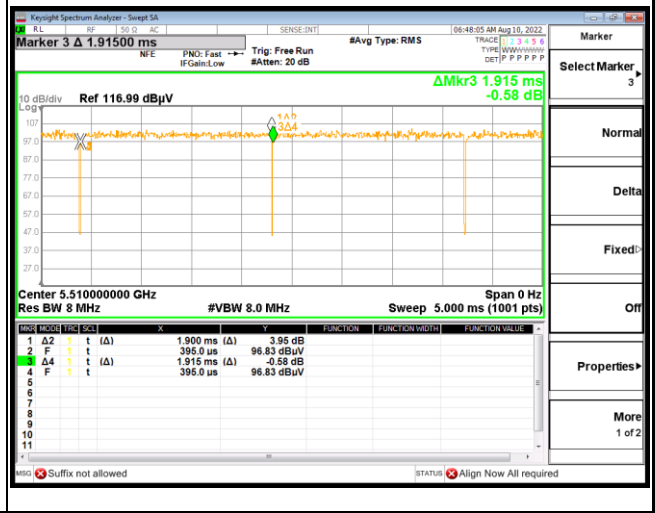 Keysight Spectrum Analyzer - Swept SA
RL RF 50 Ω AC SENSE:INT 06:48:05 AM Aug 10, 2022
Marker 3 Δ 1.91500 ms #Avg Type: RMS TRACE 1 2 3 4 5 6
NFE PNO: Fast Trig: Free Run TYPE WWWWWW
IFGain:Low #Atten: 20 dB DET P P P P P P
ΔMkr3 1.915 ms
-0.58 dB
10 dB/div Ref 116.99 dBµV
Log
107
97.0
87.0
77.0
67.0
57.0
47.0
37.0
27.0
3Δ4
Center 5.510000000 GHz Span 0 Hz
Res BW 8 MHz #VBW 8.0 MHz Sweep 5.000 ms (1001 pts)
MKR MODE TRC SCL X Y FUNCTION FUNCTION WIDTH FUNCTION VALUE
1 Δ2 1 t (Δ) 1.900 ms (Δ) 3.95 dB
2 F 1 t 395.0 µs 96.83 dBµV
3 Δ4 1 t (Δ) 1.915 ms (Δ) -0.58 dB
4 F 1 t 395.0 µs 96.83 dBµV
5
6
7
8
9
10
11
MSG Suffix not allowed STATUS Align Now All required
Marker
Select Marker
3
Normal
Delta
Fixed
Off
Properties
More
1 of 2